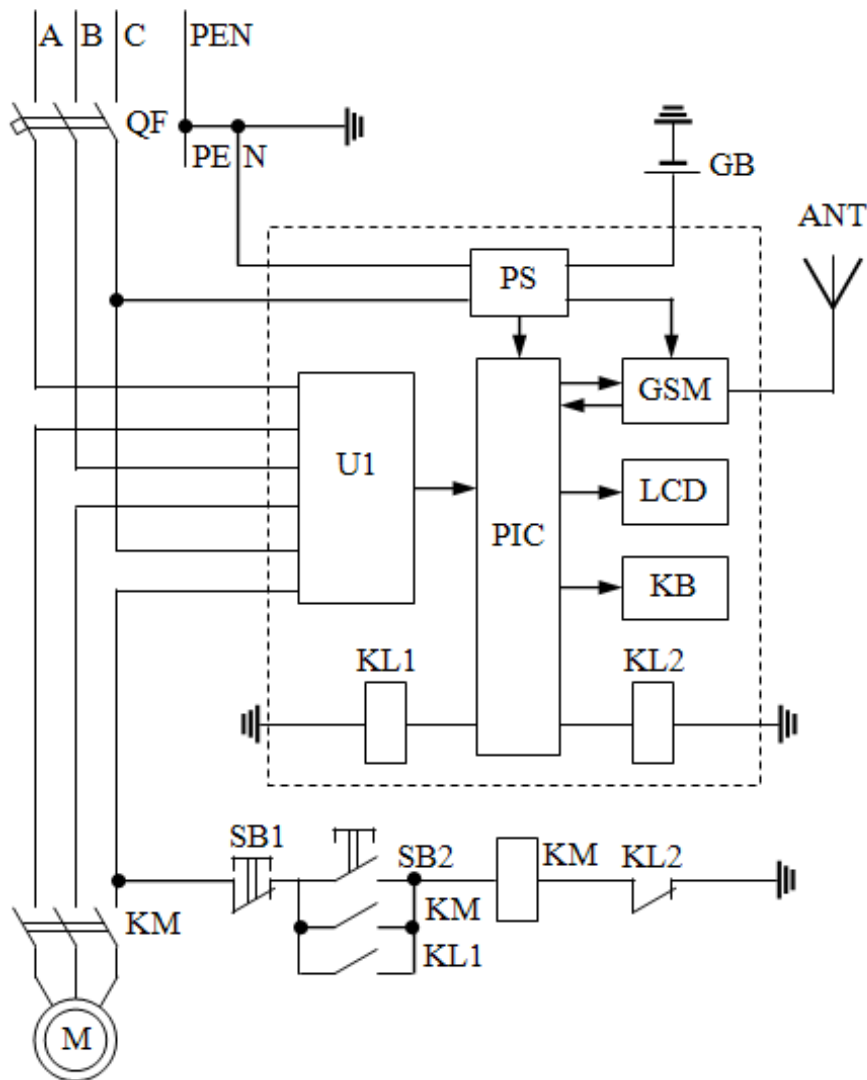 A B C PEN
QF
PE N
GB
ANT
PS
GSM
U1
LCD
PIC
KB
KL1 KL2
SB1 SB2 KM KL2
KM KM
KL1
M